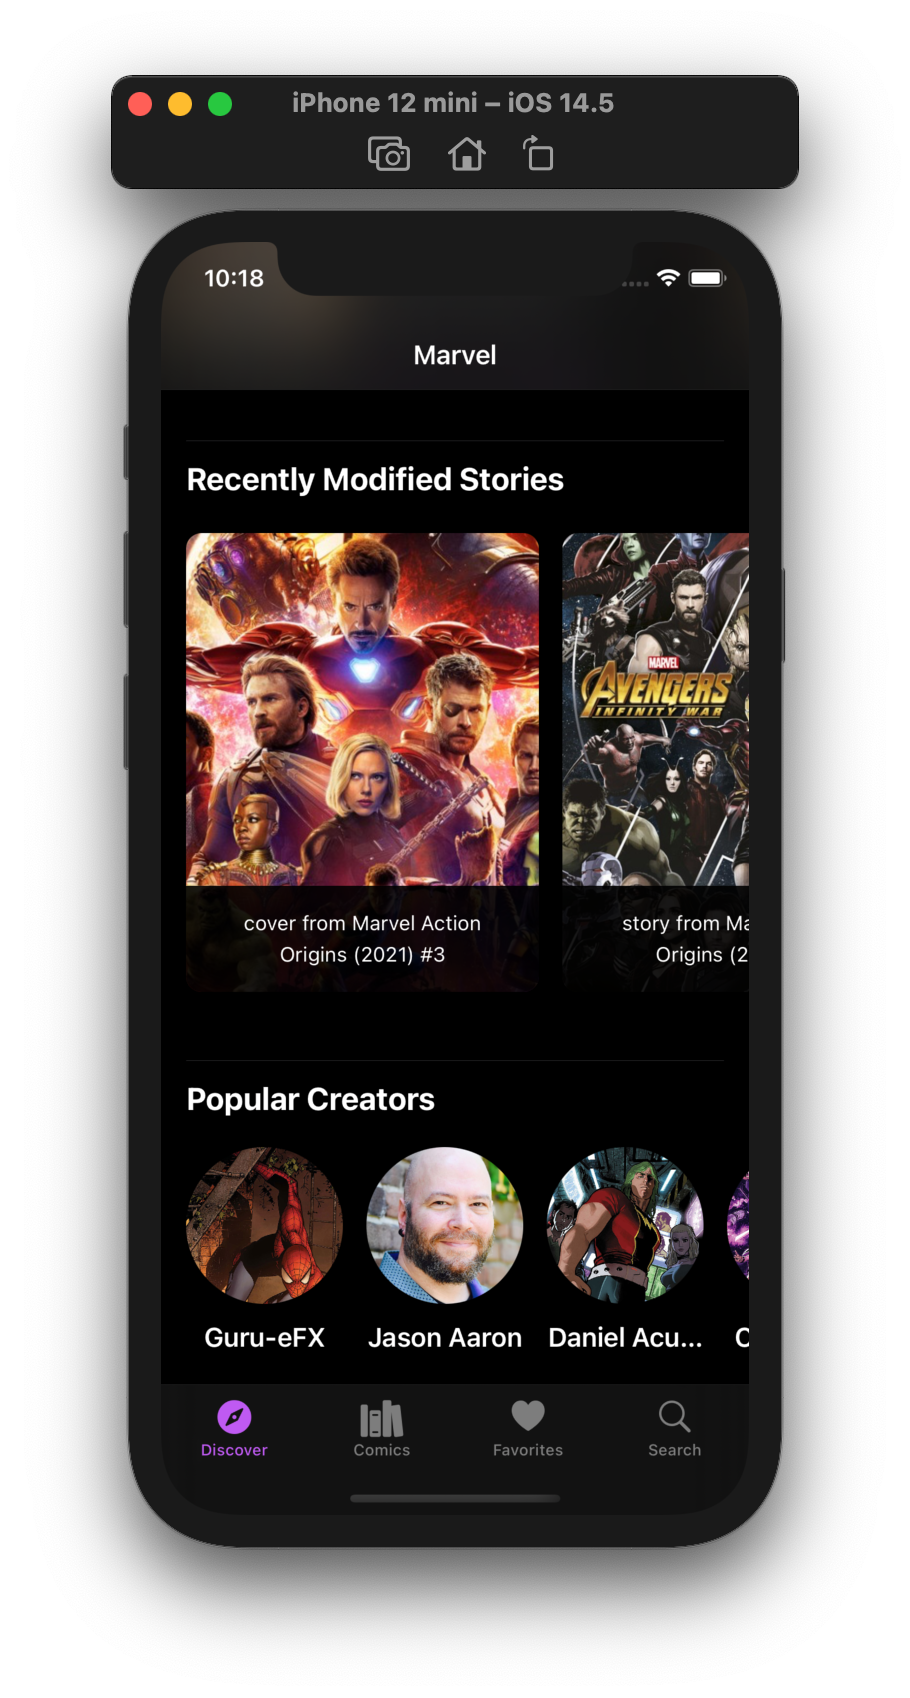 iPhone 12 mini – iOS 14.5
10:18
Marvel
Recently Modified Stories
MARVEL
AVENGERS
INFINITY WAR
cover from Marvel Action
Origins (2021) #3
story from Ma
Origins (2
Popular Creators
Guru-eFX
Jason Aaron
Daniel Acu...
C
Discover
Comics
Favorites
Search